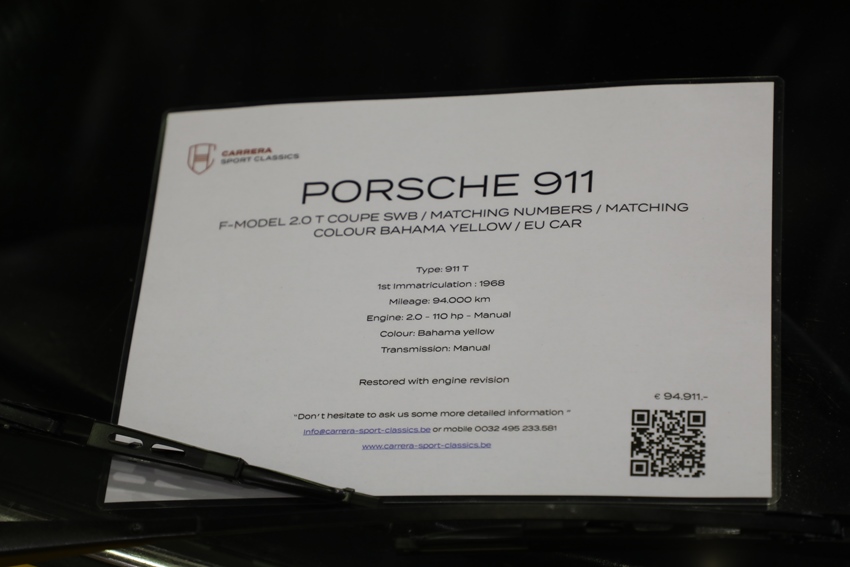 CARRERA
SPORT CLASSICS
PORSCHE 911
F-MODEL 2.0 T COUPE SWB / MATCHING NUMBERS / MATCHING
COLOUR BAHAMA YELLOW / EU CAR
Type: 911 T
1st Immatriculation : 1968
Mileage: 94.000 km
Engine: 2.0 - 110 hp - Manual
Colour: Bahama yellow
Transmission: Manual
Restored with engine revision
€ 94.911.-
"Don't hesitate to ask us some more detailed information "
info@carrera-sport-classics.be or mobile 0032 495 233.581
www.carrera-sport-classics.be